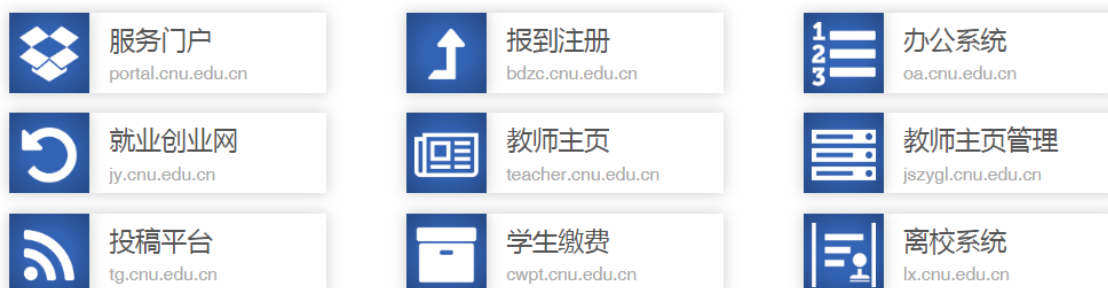 服务门户
portal.cnu.edu.cn
报到注册
bdzc.cnu.edu.cn
1
2
3
办公系统
oa.cnu.edu.cn
就业创业网
jy.cnu.edu.cn
教师主页
teacher.cnu.edu.cn
教师主页管理
jszygl.cnu.edu.cn
投稿平台
tg.cnu.edu.cn
学生缴费
cwpt.cnu.edu.cn
离校系统
lx.cnu.edu.cn